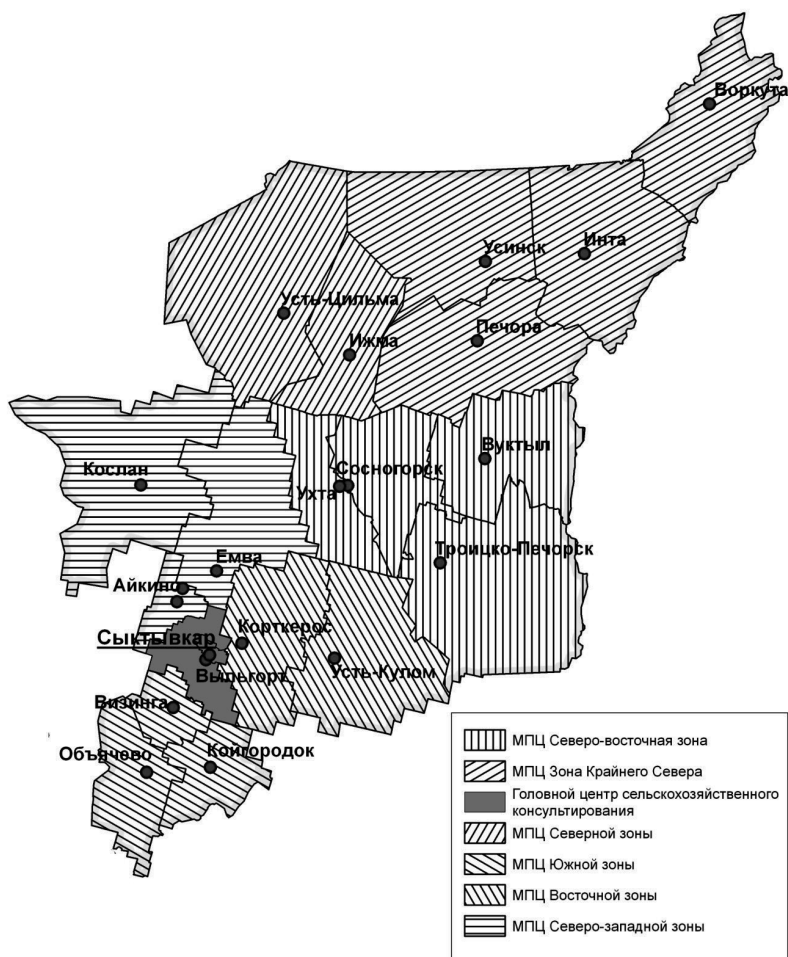 Воркута
Усинск
Инта
Усть-Цильма
Печора
Ижма
Вуктыл
Кослан
Сосногорск
Ухта
Троицко-Печорск
Емва
Айкино
Корткерос
Сыктывкар
Усть-Кулом
Выльгорт
Визинга
Объячево
Койгородок
МПЦ Северо-восточная зона
МПЦ Зона Крайнего Севера
Головной центр сельскохозяйственного
консультирования
МПЦ Северной зоны
МПЦ Южной зоны
МПЦ Восточной зоны
МПЦ Северо-западной зоны